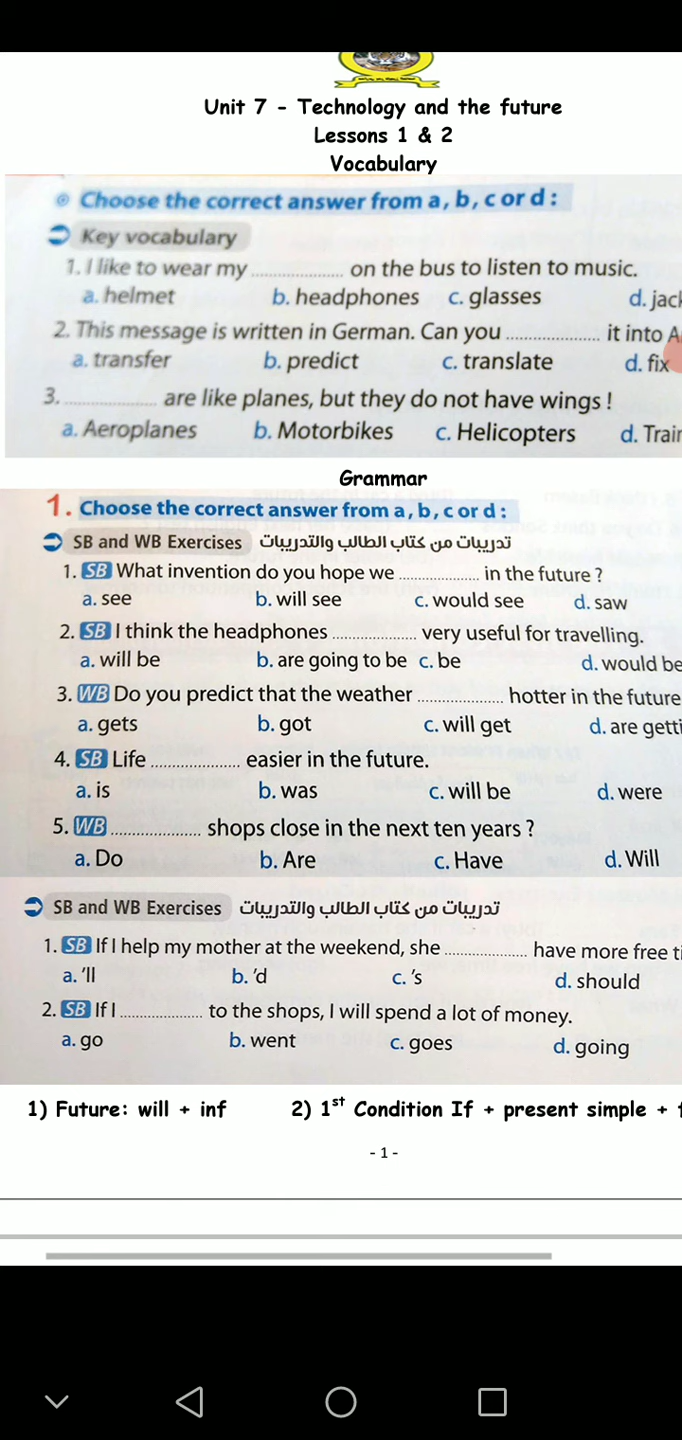 Unit 7 - Technology and the future
Lessons 1 & 2
Vocabulary
Choose the correct answer from a, b, c or d :
Key vocabulary
1. I like to wear my .................... on the bus to listen to music.
a. helmet b. headphones c. glasses d.
2. This message is written in German. Can you .................... it into
a. transfer b. predict c. translate d. fix
3. .................... are like planes, but they do not have wings !
a. Aeroplanes b. Motorbikes c. Helicopters d.
Grammar
1. Choose the correct answer from a, b, c or d :
SB and WB Exercises تدريبات من كتاب الطالب والتدريبات
1. SB What invention do you hope we .................... in the future ?
a. see b. will see c. would see d. saw
2. SB I think the headphones .................... very useful for travelling.
a. will be b. are going to be c. be d. would be
3. WB Do you predict that the weather .................... hotter in the future
a. gets b. got c. will get d. are
4. SB Life .................... easier in the future.
a. is b. was c. will be d. were
5. WB .................... shops close in the next ten years ?
a. Do b. Are c. Have d. Will
SB and WB Exercises تدريبات من كتاب الطالب والتدريبات
1. SB If I help my mother at the weekend, she .................... have more free
a. 'll b. 'd c. 's d. should
2. SB If I .................... to the shops, I will spend a lot of money.
a. go b. went c. goes d. going
1) Future: will + inf 2) 1st Condition If + present simple +
- 1 -